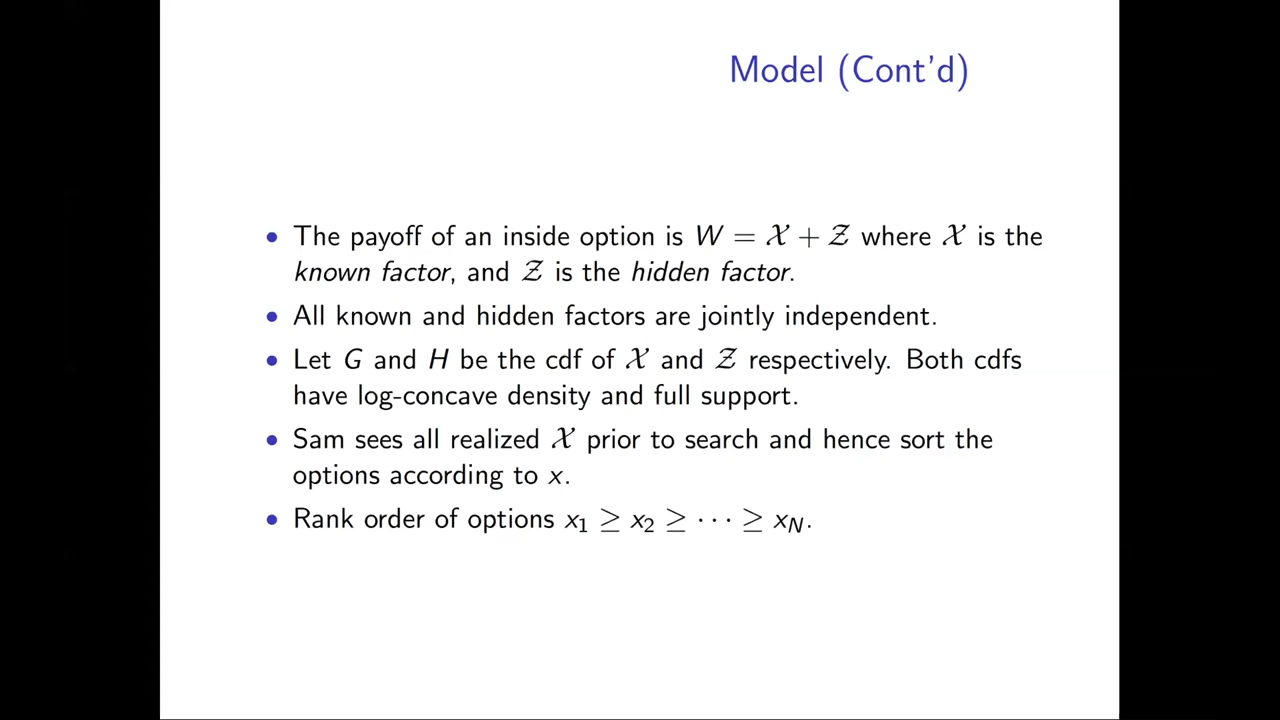 Model (Cont'd)
• The payoff of an inside option is W = 𝒳 + 𝒵 where 𝒳 is the
known factor, and 𝒵 is the hidden factor.
• All known and hidden factors are jointly independent.
• Let G and H be the cdf of 𝒳 and 𝒵 respectively. Both cdfs
have log-concave density and full support.
• Sam sees all realized 𝒳 prior to search and hence sort the
options according to x.
• Rank order of options x₁ ≥ x₂ ≥ ··· ≥ x_N.